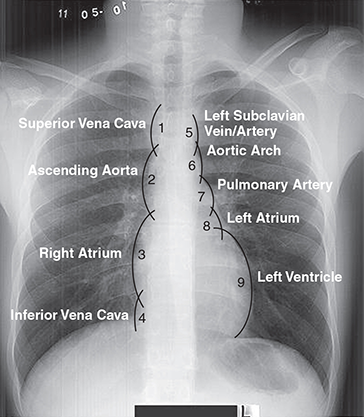 11 05-01
Superior Vena Cava
1
5
Left Subclavian
Vein/Artery
Aortic Arch
6
Ascending Aorta
2
Pulmonary Artery
7
Left Atrium
8
Right Atrium
3
Left Ventricle
9
Inferior Vena Cava
4
L